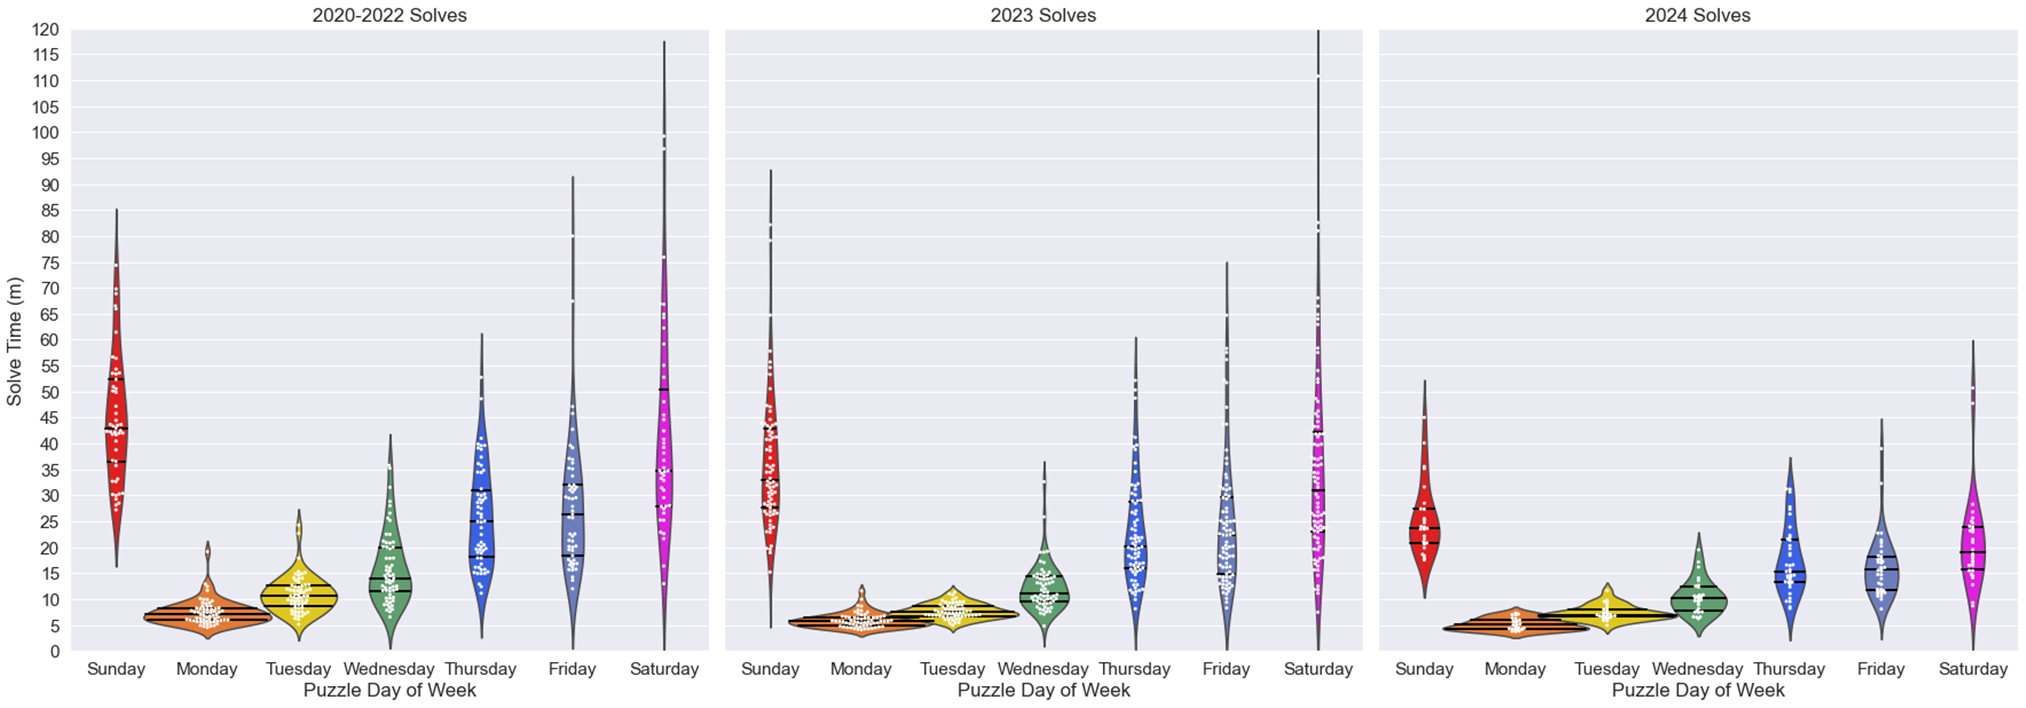 2020-2022 Solves
2023 Solves
2024 Solves
Solve Time (m)
120
115
110
105
100
95
90
85
80
75
70
65
60
55
50
45
40
35
30
25
20
15
10
5
0
Sunday Monday Tuesday Wednesday Thursday Friday Saturday
Puzzle Day of Week
Sunday Monday Tuesday Wednesday Thursday Friday Saturday
Puzzle Day of Week
Sunday Monday Tuesday Wednesday Thursday Friday Saturday
Puzzle Day of Week